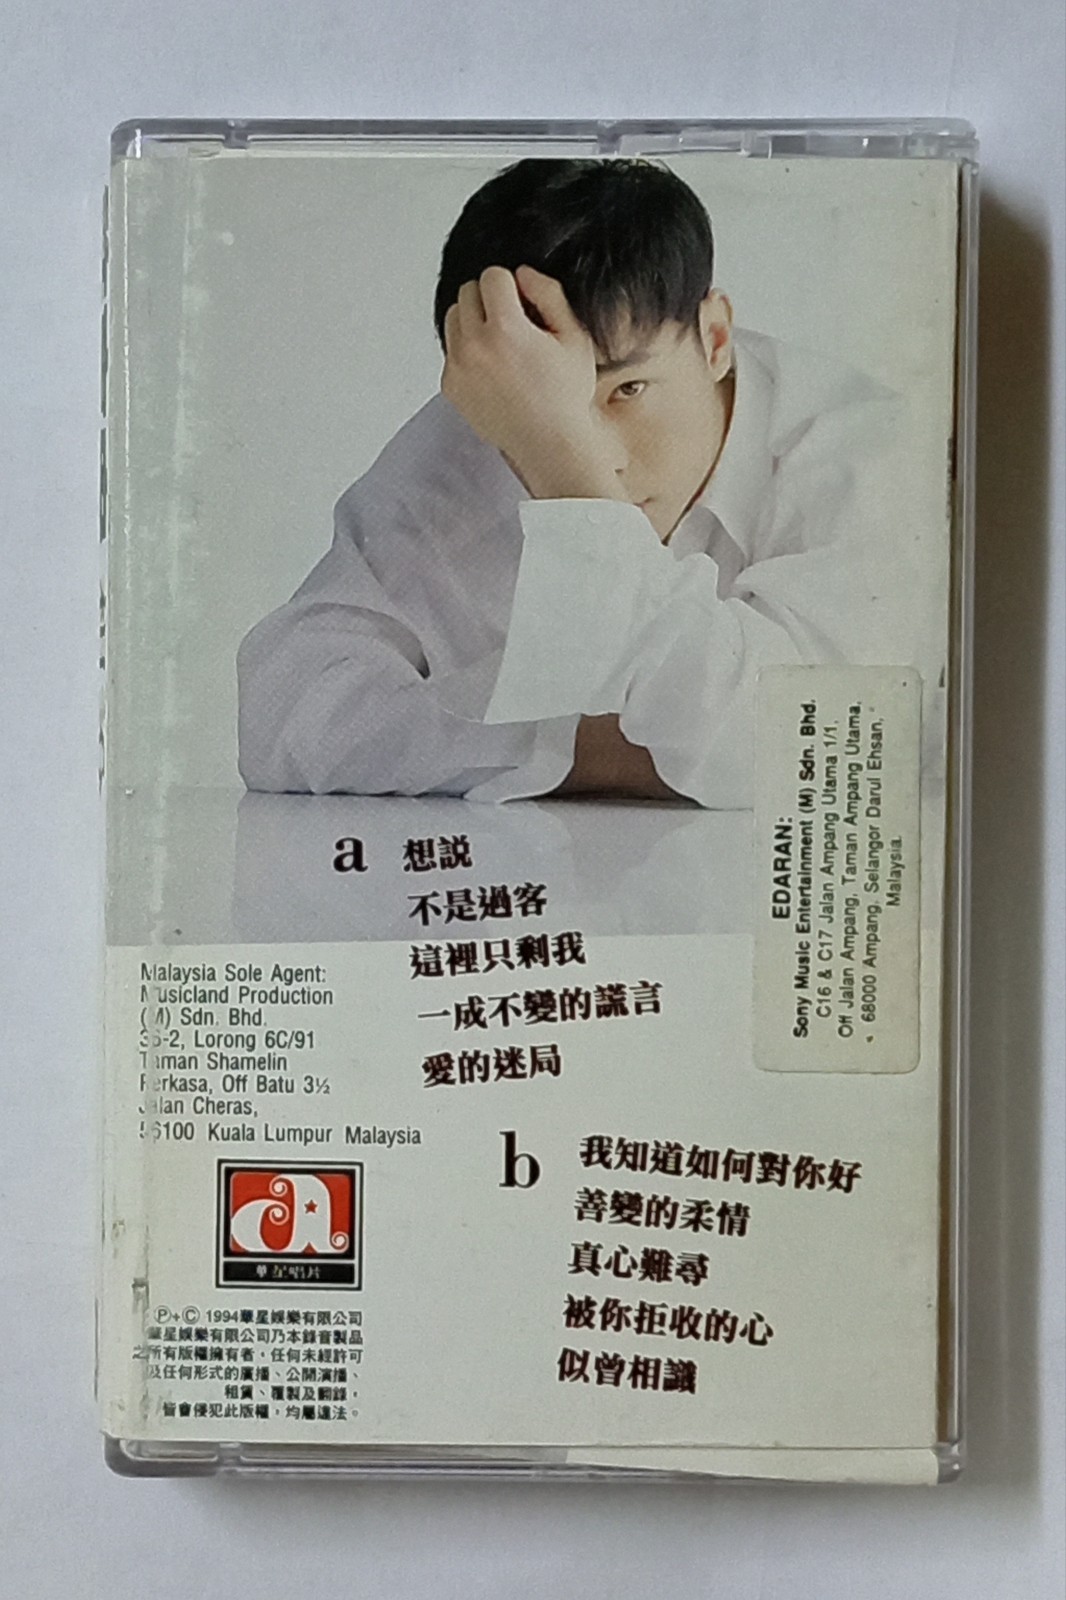 a
想説
不是過客
這裡只剩我
一成不變的謊言
愛的迷局
EDARAN:
Sony Music Entertainment (M) Sdn. Bhd.
C16 & C17 Jalan Ampang Utama 1/1,
Off Jalan Ampang, Taman Ampang Utama,
68000 Ampang, Selangor Darul Ehsan,
Malaysia.
Malaysia Sole Agent:
Musicland Production
(M) Sdn. Bhd.
36-2, Lorong 6C/91
Taman Shamelin
Perkasa, Off Batu 3½
Jalan Cheras,
56100 Kuala Lumpur Malaysia
b
我知道如何對你好
善變的柔情
真心難尋
被你拒收的心
似曾相識
華星唱片
Ⓟ+Ⓒ 1994華星娛樂有限公司
華星娛樂有限公司乃本錄音製品
之所有版權擁有者，任何未經許可
及任何形式的廣播、公開演播、
租賃、覆製及翻錄，
皆會侵犯此版權，均屬違法。